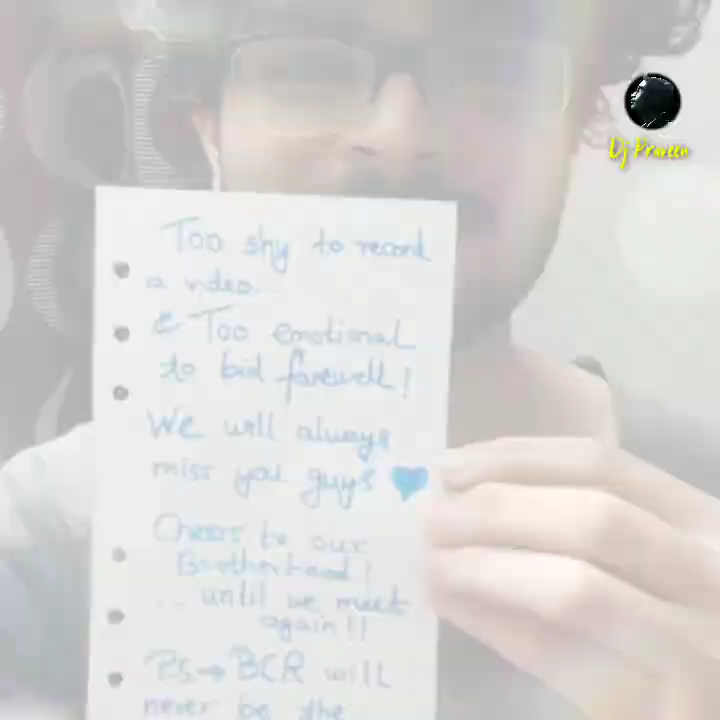 Dj Praveen
Too shy to record
a video..
& Too emotional
to bid farewell!
We will always
miss you guys 💙
Cheers to our
Brotherhood!
... until we meet
again!!
PS → BCR will
never be the